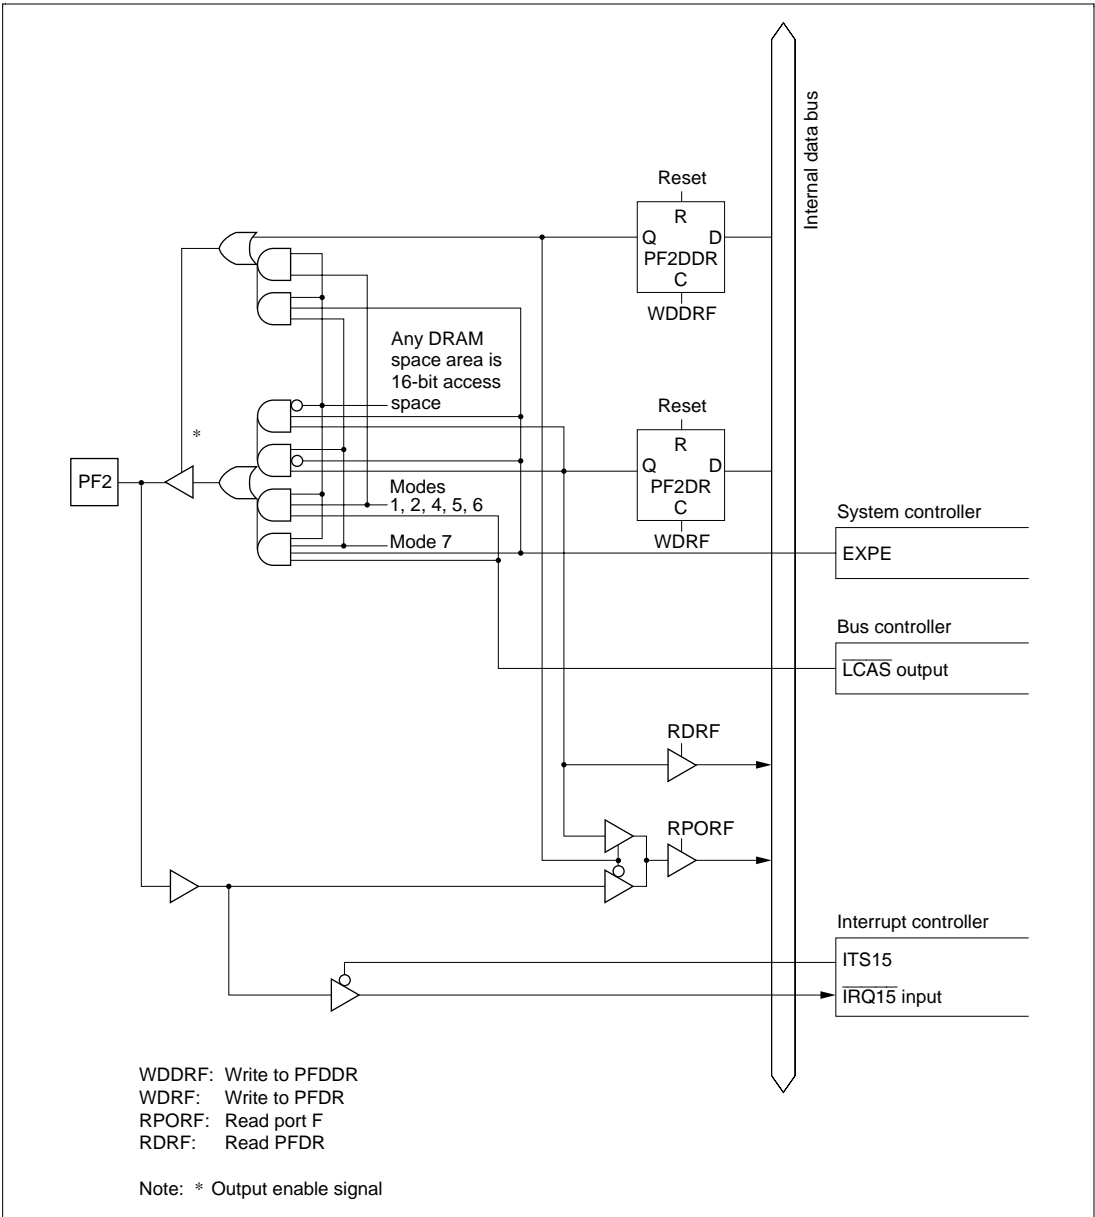 Internal data bus
Reset
R
Q D
PF2DDR
C
WDDRF
Any DRAM
space area is
16-bit access
space
Reset
R
Q D
PF2DR
C
WDRF
*
PF2
Modes
1, 2, 4, 5, 6
Mode 7
System controller
EXPE
Bus controller
LCAS output
RDRF
RPORF
Interrupt controller
ITS15
IRQ15 input
WDDRF: Write to PFDDR
WDRF: Write to PFDR
RPORF: Read port F
RDRF: Read PFDR
Note: * Output enable signal